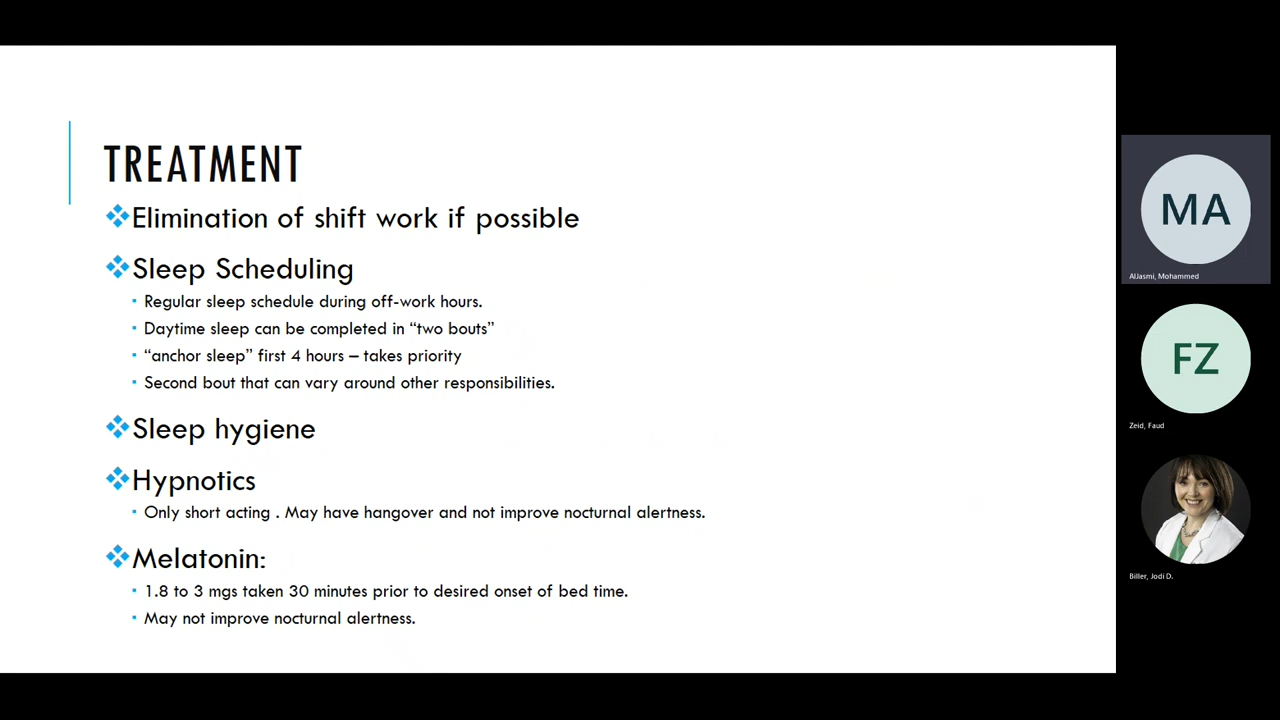 TREATMENT
Elimination of shift work if possible
Sleep Scheduling
Regular sleep schedule during off-work hours.
Daytime sleep can be completed in “two bouts”
“anchor sleep” first 4 hours – takes priority
Second bout that can vary around other responsibilities.
Sleep hygiene
Hypnotics
Only short acting . May have hangover and not improve nocturnal alertness.
Melatonin:
1.8 to 3 mgs taken 30 minutes prior to desired onset of bed time.
May not improve nocturnal alertness.
MA
AlJasmi, Mohammed
FZ
Zeid, Faud
Biller, Jodi D.